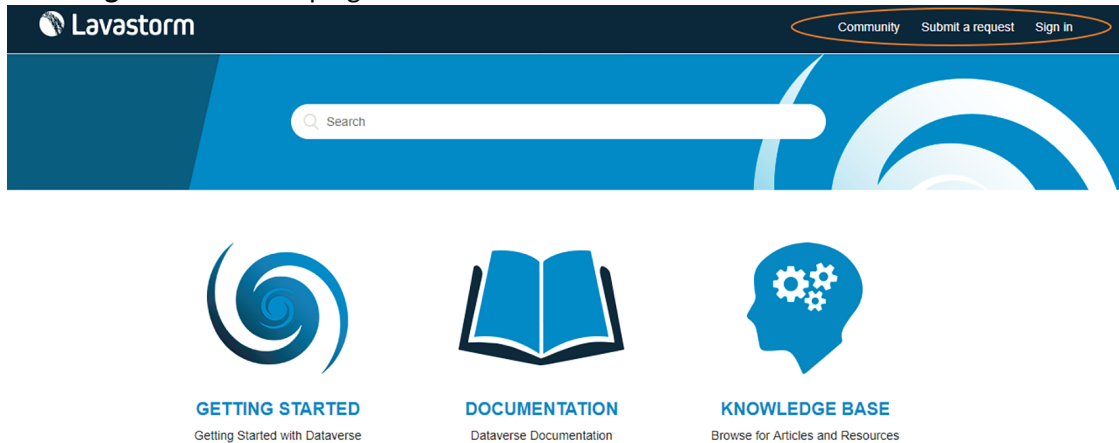 Lavastorm
Community Submit a request Sign in
Search
GETTING STARTED DOCUMENTATION KNOWLEDGE BASE
Getting Started with Dataverse Dataverse Documentation Browse for Articles and Resources